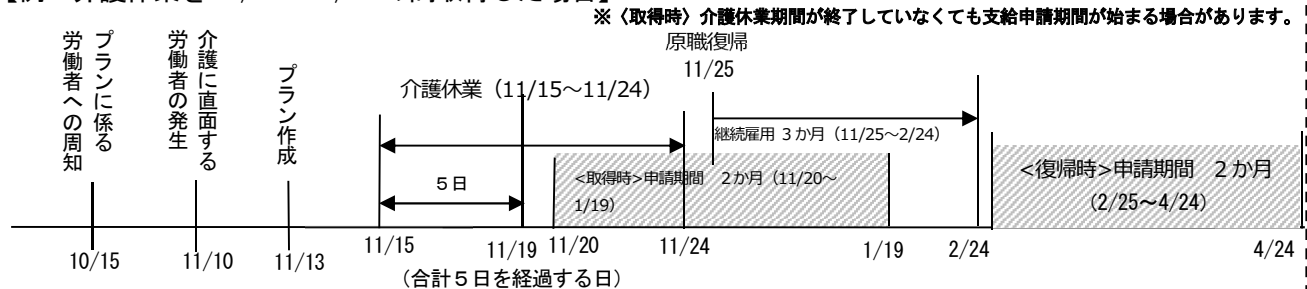 ※〈取得時〉介護休業期間が終了していなくても支給申請期間が始まる場合があります。
プランに係る
労働者への周知
介護に直面する
労働者の発生
プラン作成
原職復帰
11/25
介護休業（11/15～11/24）
継続雇用 3 か月（11/25～2/24）
5日
<取得時>申請期間　2か月（11/20～
1/19）
<復帰時>申請期間　2か月
（2/25～4/24）
10/15
11/10
11/13
11/15
11/19
11/20
11/24
1/19
2/24
4/24
（合計５日を経過する日）